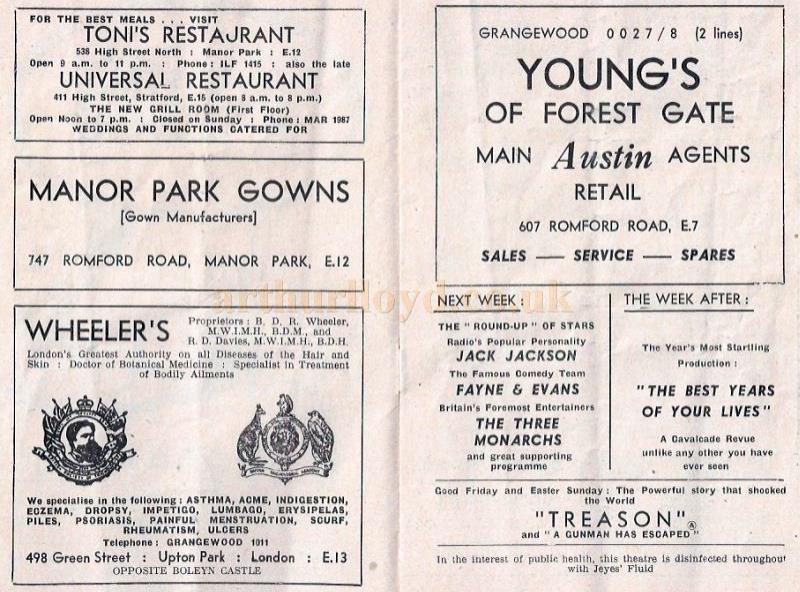 FOR THE BEST MEALS . . . VISIT
TONI'S RESTAURANT
538 High Street North : Manor Park : E.12
Open 9 a.m. to 11 p.m. : Phone : ILF 1415 : also the late
UNIVERSAL RESTAURANT
411 High Street, Stratford, E.15 (open 8 a.m. to 8 p.m.)
THE NEW GRILL ROOM (First Floor)
Open Noon to 7 p.m. : Closed on Sunday : Phone : MAR 1987
WEDDINGS AND FUNCTIONS CATERED FOR
MANOR PARK GOWNS
[Gown Manufacturers]
747 ROMFORD ROAD, MANOR PARK, E.12
WHEELER'S
Proprietors : B. D. R. Wheeler,
M.W.I.M.H., B.D.M., and
R. D. Davies, M.W.I.M.H., B.D.H.
London's Greatest Authority on all Diseases of the Hair and
Skin : Doctor of Botanical Medicine : Specialist in Treatment
of Bodily Ailments
We specialise in the following : ASTHMA, ACME, INDIGESTION,
ECZEMA, DROPSY, IMPETIGO, LUMBAGO, ERYSIPELAS,
PILES, PSORIASIS, PAINFUL MENSTRUATION, SCURF,
RHEUMATISM, ULCERS
Telephone : GRANGEWOOD 1011
498 Green Street : Upton Park : London : E.13
OPPOSITE BOLEYN CASTLE
GRANGEWOOD 0027/8 (2 lines)
YOUNG'S
OF FOREST GATE
MAIN Austin AGENTS
RETAIL
607 ROMFORD ROAD, E.7
SALES — SERVICE — SPARES
arthurlloyd.co.uk
NEXT WEEK :
THE "ROUND-UP" OF STARS
Radio's Popular Personality
JACK JACKSON
The Famous Comedy Team
FAYNE & EVANS
Britain's Foremost Entertainers
THE THREE
MONARCHS
and great supporting
programme
THE WEEK AFTER :
The Year's Most Startling
Production :
"THE BEST YEARS
OF YOUR LIVES"
A Cavalcade Revue
unlike any other you have
ever seen
Good Friday and Easter Sunday : The Powerful story that shocked
the World
"TREASON" Ⓐ
and "A GUNMAN HAS ESCAPED"
In the interest of public health, this theatre is disinfected throughout
with Jeyes' Fluid